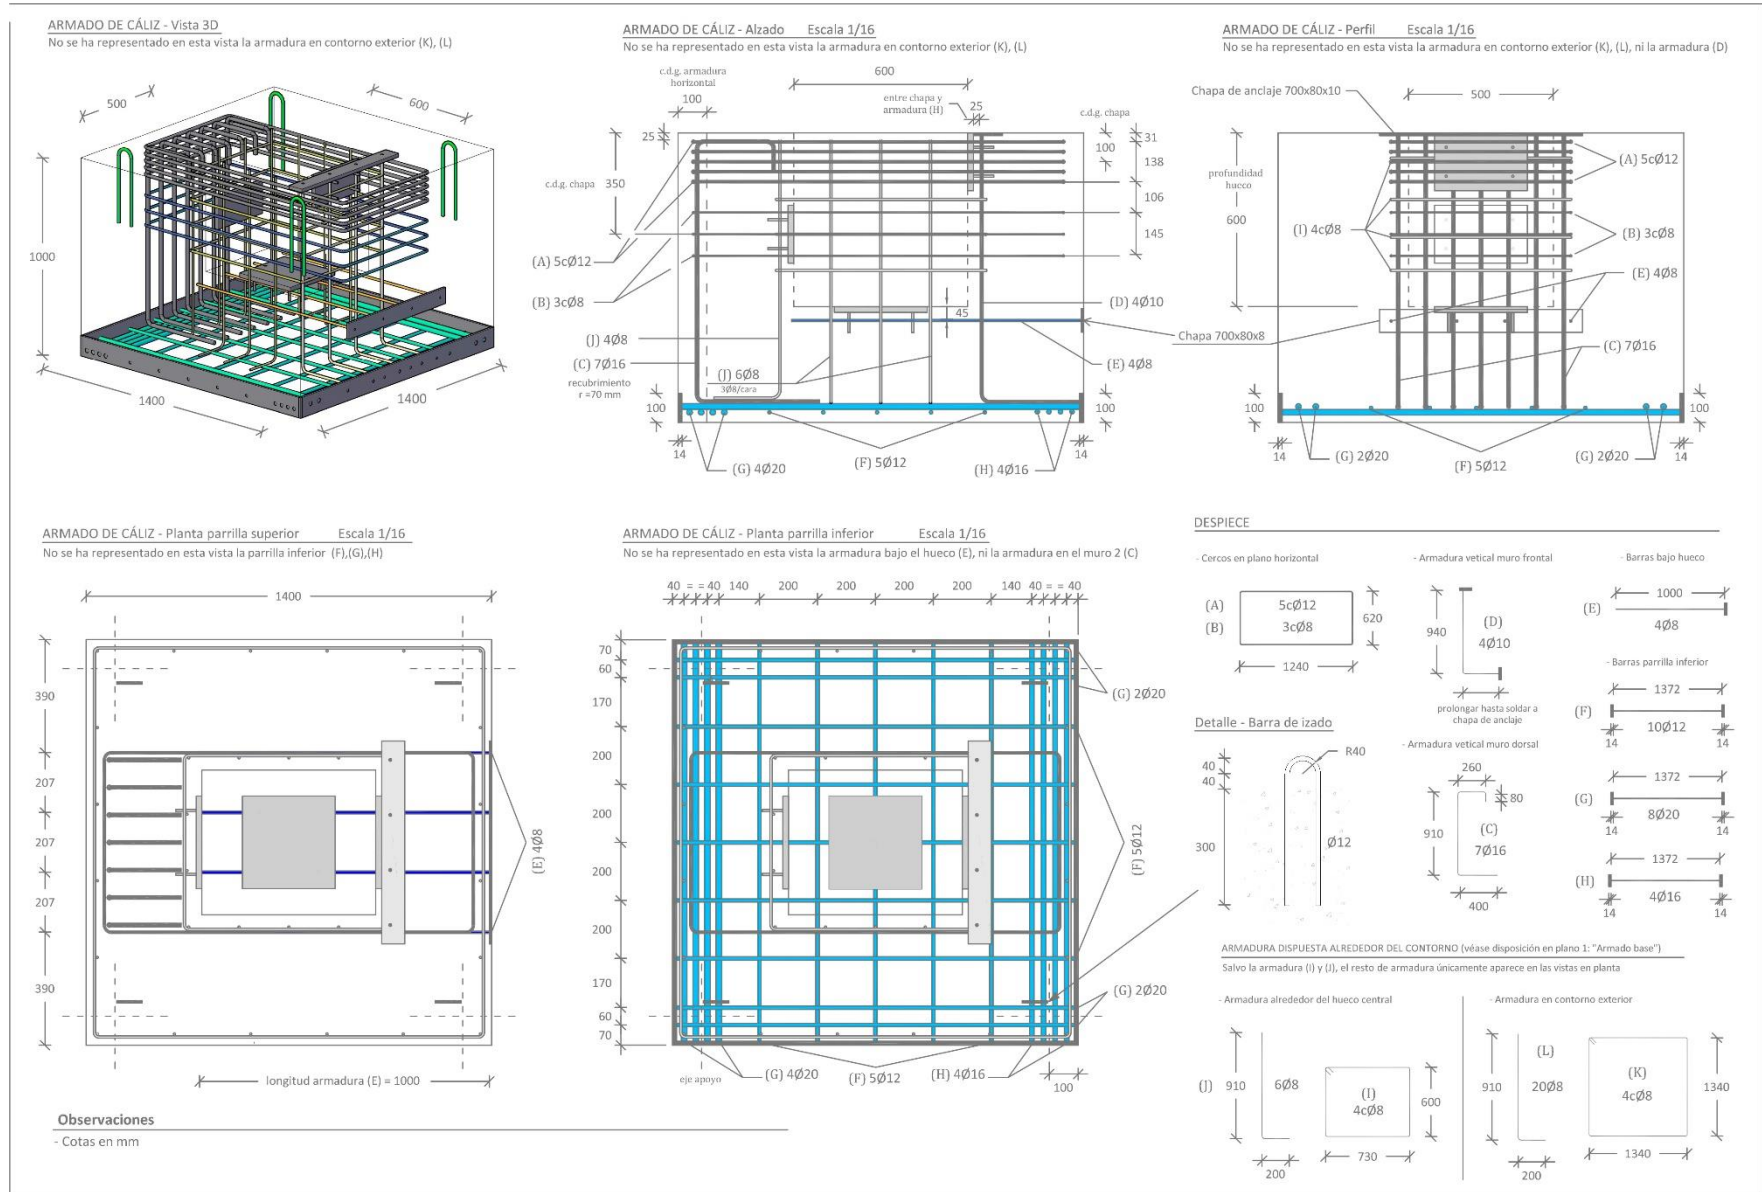 ARMADO DE CÁLIZ - Vista 3D
No se ha representado en esta vista la armadura en contorno exterior (K), (L)
500
600
1000
1400
1400
ARMADO DE CÁLIZ - Alzado Escala 1/16
No se ha representado en esta vista la armadura en contorno exterior (K), (L)
c.d.g. armadura
horizontal
100
600
entre chapa y
armadura (H)
25
c.d.g. chapa
25
100
31
138
106
145
c.d.g. chapa 350
(A) 5cØ12
(B) 3cØ8
(D) 4Ø10
45
Chapa 700x80x8
(J) 4Ø8
(C) 7Ø16
recubrimiento
r =70 mm
(J) 6Ø8
3Ø8/cara
(E) 4Ø8
100
100
14
14
(G) 4Ø20
(F) 5Ø12
(H) 4Ø16
ARMADO DE CÁLIZ - Perfil Escala 1/16
No se ha representado en esta vista la armadura en contorno exterior (K), (L), ni la armadura (D)
Chapa de anclaje 700x80x10
500
profundidad
hueco
600
(A) 5cØ12
(I) 4cØ8
(B) 3cØ8
(E) 4Ø8
(C) 7Ø16
100
100
14
14
(G) 2Ø20
(F) 5Ø12
(G) 2Ø20
ARMADO DE CÁLIZ - Planta parrilla superior Escala 1/16
No se ha representado en esta vista la parrilla inferior (F),(G),(H)
1400
390
207
207
207
390
(E) 4Ø8
longitud armadura (E) = 1000
ARMADO DE CÁLIZ - Planta parrilla inferior Escala 1/16
No se ha representado en esta vista la armadura bajo el hueco (E), ni la armadura en el muro 2 (C)
40 = = 40 140 200 200 200 200 140 40 = = 40
70
60
170
200
200
200
200
170
60
70
(G) 2Ø20
(F) 5Ø12
(G) 2Ø20
eje apoyo
(G) 4Ø20
(F) 5Ø12
(H) 4Ø16
100
DESPIECE
- Cercos en plano horizontal
(A) 5cØ12
(B) 3cØ8
620
1240
- Armadura vetical muro frontal
940
(D)
4Ø10
prolongar hasta soldar a
chapa de anclaje
- Barras bajo hueco
1000
(E)
4Ø8
- Barras parrilla inferior
1372
(F)
10Ø12
14
14
1372
(G)
8Ø20
14
14
1372
(H)
4Ø16
14
14
Detalle - Barra de izado
R40
40
40
300
Ø12
- Armadura vetical muro dorsal
260
80
910
(C)
7Ø16
400
ARMADURA DISPUESTA ALREDEDOR DEL CONTORNO (véase disposición en plano 1: "Armado base")
Salvo la armadura (I) y (J), el resto de armadura únicamente aparece en las vistas en planta
- Armadura alrededor del hueco central
(J) 910
6Ø8
200
(I)
4cØ8
600
730
- Armadura en contorno exterior
910
(L)
20Ø8
200
(K)
4cØ8
1340
1340
Observaciones
- Cotas en mm